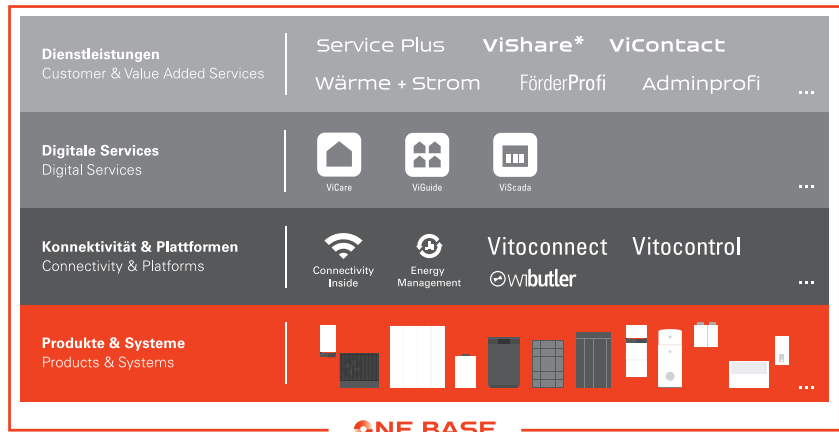 Dienstleistungen
Customer & Value Added Services
Service Plus ViShare* ViContact
Wärme + Strom FörderProfi Adminprofi ...
Digitale Services
Digital Services
ViCare ViGuide ViScada
...
Konnektivität & Plattformen
Connectivity & Platforms
Connectivity
Inside
Energy
Management
Vitoconnect Vitocontrol
wibutler
...
Produkte & Systeme
Products & Systems
...
ONE BASE